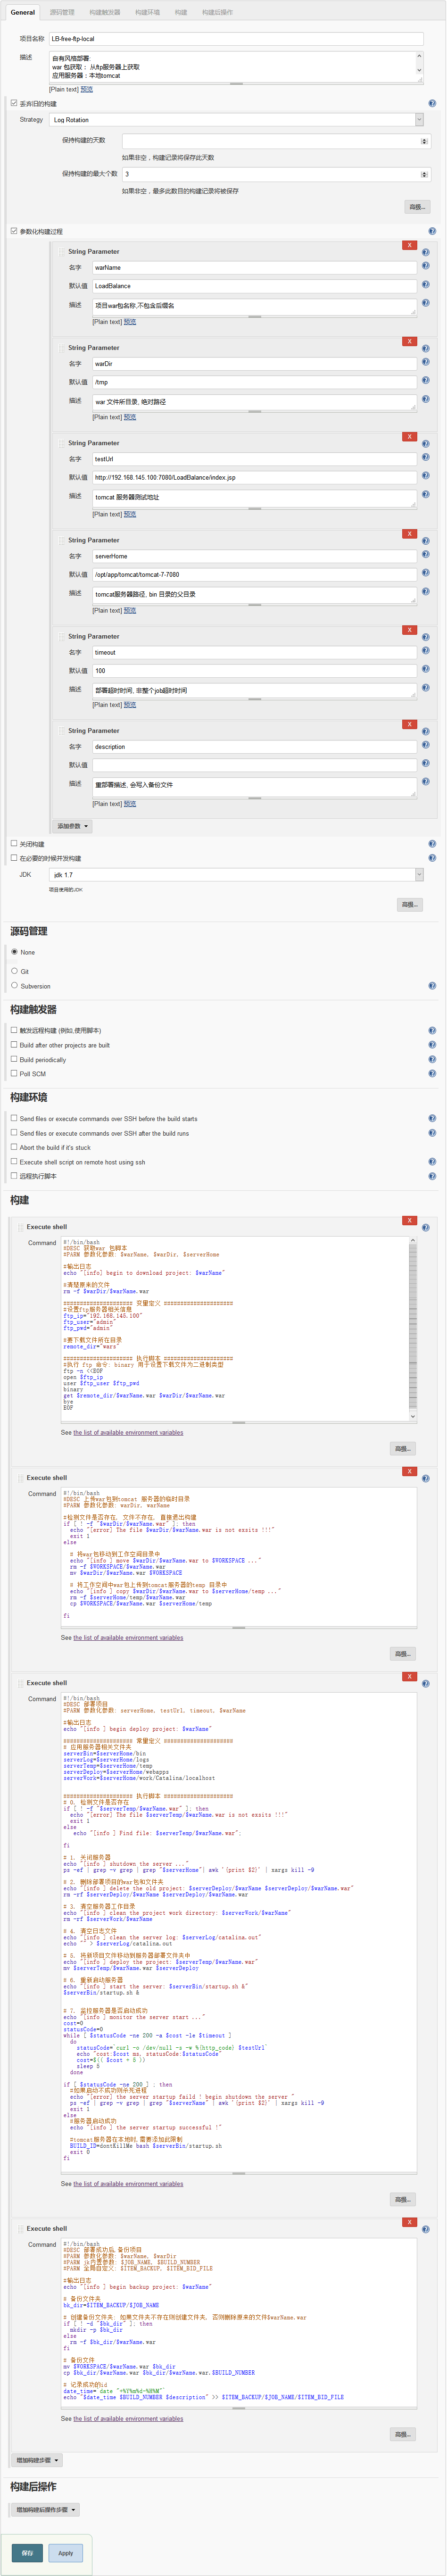 General 源码管理 构建触发器 构建环境 构建 构建后操作
项目名称 LB-free-ftp-local
描述 自有风格部署:
war 包获取： 从ftp服务器上获取
应用服务器：本地tomcat
[Plain text] 预览
丢弃旧的构建
Strategy Log Rotation
保持构建的天数
如果非空，构建记录将保存此天数
保持构建的最大个数 3
如果非空，最多此数目的构建记录将被保存
高级...
参数化构建过程
X
String Parameter
名字 warName
默认值 LoadBalance
描述 项目war包名称,不包含后缀名
[Plain text] 预览
X
String Parameter
名字 warDir
默认值 /tmp
描述 war 文件所目录, 绝对路径
[Plain text] 预览
X
String Parameter
名字 testUrl
默认值 http://192.168.145.100:7080/LoadBalance/index.jsp
描述 tomcat 服务器测试地址
[Plain text] 预览
X
String Parameter
名字 serverHome
默认值 /opt/app/tomcat/tomcat-7-7080
描述 tomcat服务器路径, bin 目录的父目录
[Plain text] 预览
X
String Parameter
名字 timeout
默认值 100
描述 部署超时时间, 非整个job超时时间
[Plain text] 预览
X
String Parameter
名字 description
默认值
描述 重部署描述, 会写入备份文件
[Plain text] 预览
添加参数
关闭构建
在必要的时候并发构建
JDK jdk 1.7
项目使用的JDK
高级...
源码管理
None
Git
Subversion
构建触发器
触发远程构建 (例如,使用脚本)
Build after other projects are built
Build periodically
Poll SCM
构建环境
Send files or execute commands over SSH before the build starts
Send files or execute commands over SSH after the build runs
Abort the build if it's stuck
Execute shell script on remote host using ssh
远程执行脚本
构建
X
Execute shell
Command #!/bin/bash
#DESC 获取war 包脚本
#PARM 参数化参数: $warName, $warDir, $serverHome
#输出日志
echo "[info] begin to download project: $warName"
#清楚原来的文件
rm -f $warDir/$warName.war
===================== 变量定义 =====================
#设置ftp服务器相关信息
ftp_ip="192.168.145.100"
ftp_user="admin"
ftp_pwd="admin"
#要下载文件所在目录
remote_dir="wars"
===================== 执行脚本 =====================
#执行 ftp 命令: binary 用于设置下载文件为二进制类型
ftp -n <<EOF
open $ftp_ip
user $ftp_user $ftp_pwd
binary
get $remote_dir/$warName.war $warDir/$warName.war
bye
EOF
See the list of available environment variables
高级...
X
Execute shell
Command #!/bin/bash
#DESC 上传war包到tomcat 服务器的临时目录
#PARM 参数化参数: warDir, warName
#检测文件是否存在, 文件不存在, 直接退出构建
if [ ! -f "$warDir/$warName.war" ]; then
echo "[error] The file $warDir/$warName.war is not exsits !!!"
exit 1
else
# 将war包移动到工作空间目录中
echo "[info ] move $warDir/$warName.war to $WORKSPACE ..."
rm -f $WORKSPACE/$warName.war
mv $warDir/$warName.war $WORKSPACE
# 将工作空间中war包上传到tomcat服务器的temp 目录中
echo "[info ] copy $warDir/$warName.war to $serverHome/temp ..."
rm -f $serverHome/temp/$warName.war
cp $WORKSPACE/$warName.war $serverHome/temp
fi
See the list of available environment variables
高级...
X
Execute shell
Command #!/bin/bash
#DESC 部署项目
#PARM 参数化参数: serverHome, testUrl, timeout, $warName
#输出日志
echo "[info ] begin deploy project: $warName"
===================== 常量定义 =====================
# 应用服务器相关文件夹
serverBin=$serverHome/bin
serverLog=$serverHome/logs
serverTemp=$serverHome/temp
serverDeploy=$serverHome/webapps
serverWork=$serverHome/work/Catalina/localhost
===================== 执行脚本 =====================
# 0. 检测文件是否存在
if [ ! -f "$serverTemp/$warName.war" ]; then
echo "[error] The file $serverTemp/$warName.war is not exsits !!!"
exit 1
else
echo "[info ] Find file: $serverTemp/$warName.war";
fi
# 1. 关闭服务器
echo "[info ] shutdown the server ..."
ps -ef | grep -v grep | grep "$serverHome"| awk '{print $2}' | xargs kill -9
# 2. 删除部署项目的war包和文件夹
echo "[info ] delete the old project: $serverDeploy/$warName $serverDeploy/$warName.war"
rm -rf $serverDeploy/$warName $serverDeploy/$warName.war
# 3. 清空服务器工作目录
echo "[info ] clean the project work directory: $serverWork/$warName"
rm -rf $serverWork/$warName
# 4. 清空日志文件
echo "[info ] clean the server log: $serverLog/catalina.out"
echo "" > $serverLog/catalina.out
# 5. 将新项目文件移动到服务器部署文件夹中
echo "[info ] deploy the project: $serverTemp/$warName.war"
mv $serverTemp/$warName.war $serverDeploy
# 6. 重新启动服务器
echo "[info ] start the server: $serverBin/startup.sh &"
$serverBin/startup.sh &
# 7. 监控服务器是否启动成功
echo "[info ] monitor the server start ..."
cost=0
statusCode=0
while [ $statusCode -ne 200 -a $cost -le $timeout ]
do
statusCode=`curl -o /dev/null -s -w %{http_code} $testUrl`
echo "cost:$cost ms, statusCode:$statusCode"
cost=$(( $cost + 5 ))
sleep 5
done
if [ $statusCode -ne 200 ] ; then
#如果启动不成功则杀死进程
echo "[error] the server startup faild ! begin shutdown the server "
ps -ef | grep -v grep | grep "$serverName" | awk '{print $2}' | xargs kill -9
exit 1
else
#服务器启动成功
echo "[info ] the server startup successful !"
#tomcat服务器在本地时,需要添加此限制
BUILD_ID=dontKillMe bash $serverBin/startup.sh
exit 0
fi
See the list of available environment variables
高级...
X
Execute shell
Command #!/bin/bash
#DESC 部署成功后,备份项目
#PARM 参数化参数: $warName, $warDir
#PARM jk内置参数: $JOB_NAME, $BUILD_NUMBER
#PARM 全局自定义: $ITEM_BACKUP, $ITEM_BID_FILE
#输出日志
echo "[info ] begin backup project: $warName"
# 备份文件夹
bk_dir=$ITEM_BACKUP/$JOB_NAME
# 创建备份文件夹: 如果文件夹不存在则创建文件夹, 否则删除原来的文件$warName.war
if [ ! -d "$bk_dir" ]; then
mkdir -p $bk_dir
else
rm -f $bk_dir/$warName.war
fi
# 备份文件
mv $WORKSPACE/$warName.war $bk_dir
cp $bk_dir/$warName.war $bk_dir/$warName.war.$BUILD_NUMBER
# 记录成功的id
date_time=`date "+%Y%m%d-%H%M"`
echo "$date_time $BUILD_NUMBER $description" >> $ITEM_BACKUP/$JOB_NAME/$ITEM_BID_FILE
See the list of available environment variables
高级...
增加构建步骤
构建后操作
增加构建后操作步骤
保存 Apply